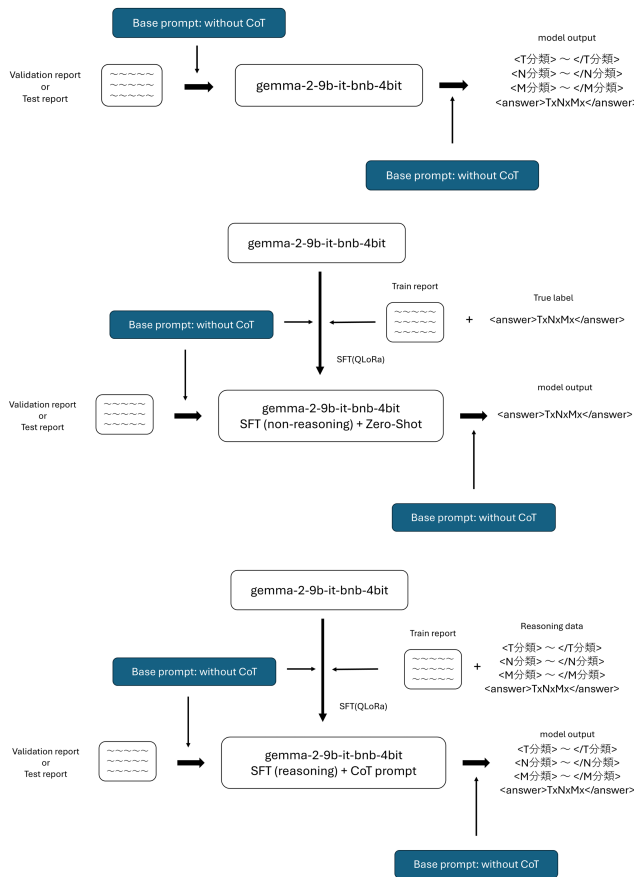 Base prompt: without CoT
model output
Validation report
or
Test report
~~~~~
~~~~~
~~~~~
gemma-2-9b-it-bnb-4bit
<T分類> ～ </T分類>
<N分類> ～ </N分類>
<M分類> ～ </M分類>
<answer>TxNxMx</answer>
Base prompt: without CoT
gemma-2-9b-it-bnb-4bit
Train report
True label
Base prompt: without CoT
~~~~~
~~~~~
~~~~~
+
<answer>TxNxMx</answer>
SFT(QLoRa)
Validation report
or
Test report
~~~~~
~~~~~
~~~~~
gemma-2-9b-it-bnb-4bit
SFT (non-reasoning) + Zero-Shot
model output
<answer>TxNxMx</answer>
Base prompt: without CoT
gemma-2-9b-it-bnb-4bit
Train report
Reasoning data
Base prompt: without CoT
~~~~~
~~~~~
~~~~~
+
<T分類> ～ </T分類>
<N分類> ～ </N分類>
<M分類> ～ </M分類>
<answer>TxNxMx</answer>
SFT(QLoRa)
Validation report
or
Test report
~~~~~
~~~~~
~~~~~
gemma-2-9b-it-bnb-4bit
SFT (reasoning) + CoT prompt
model output
<T分類> ～ </T分類>
<N分類> ～ </N分類>
<M分類> ～ </M分類>
<answer>TxNxMx</answer>
Base prompt: without CoT